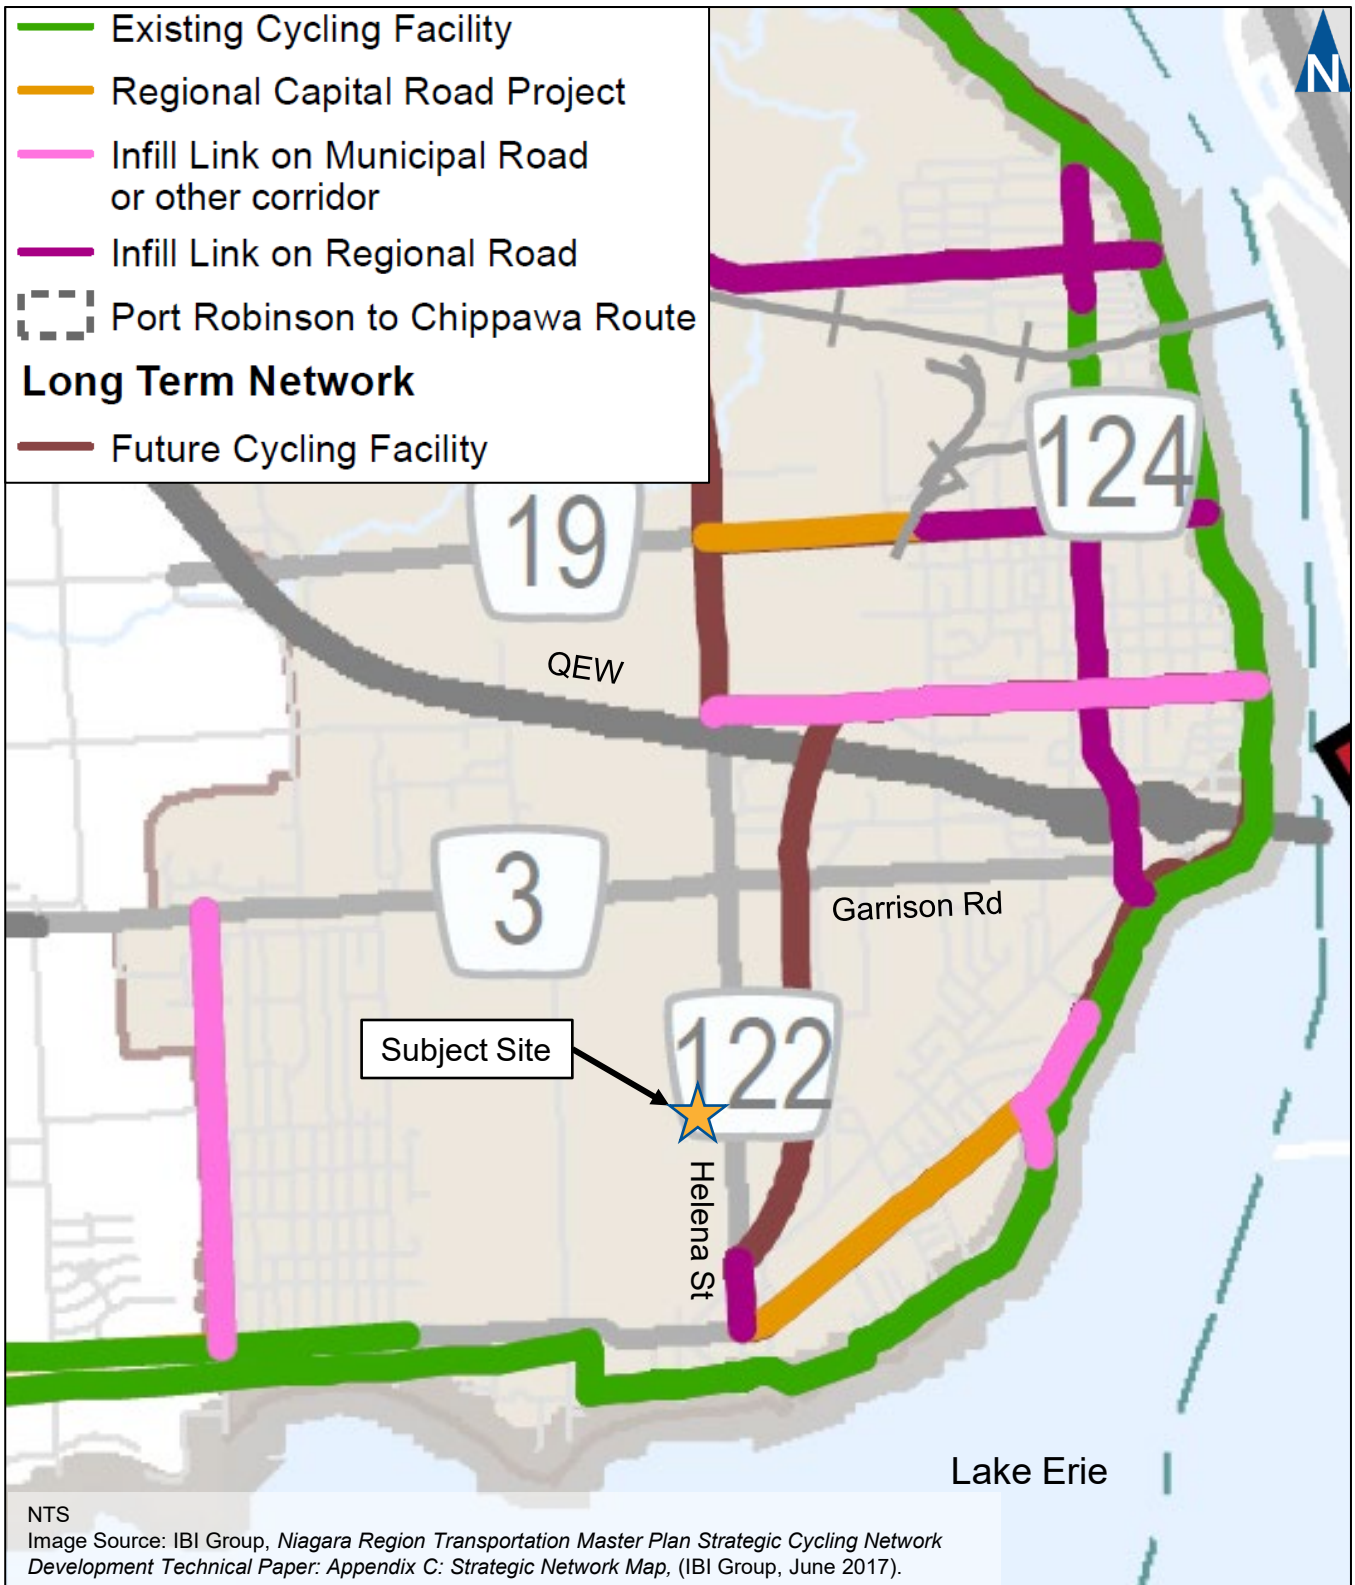 Existing Cycling Facility
Regional Capital Road Project
Infill Link on Municipal Road
or other corridor
Infill Link on Regional Road
Port Robinson to Chippawa Route
Long Term Network
Future Cycling Facility
N
124
19
QEW
3
Garrison Rd
Subject Site
122
Helena St
Lake Erie
NTS
Image Source: IBI Group, Niagara Region Transportation Master Plan Strategic Cycling Network
Development Technical Paper: Appendix C: Strategic Network Map, (IBI Group, June 2017).